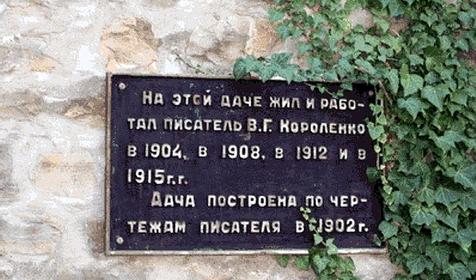 НА ЭТОЙ ДАЧЕ ЖИЛ И РАБО-
ТАЛ ПИСАТЕЛЬ В.Г. КОРОЛЕНКО
В 1904, В 1908, В 1912 И В
1915 г.г.
ДАЧА ПОСТРОЕНА ПО ЧЕР-
ТЕЖАМ ПИСАТЕЛЯ В 1902 г.